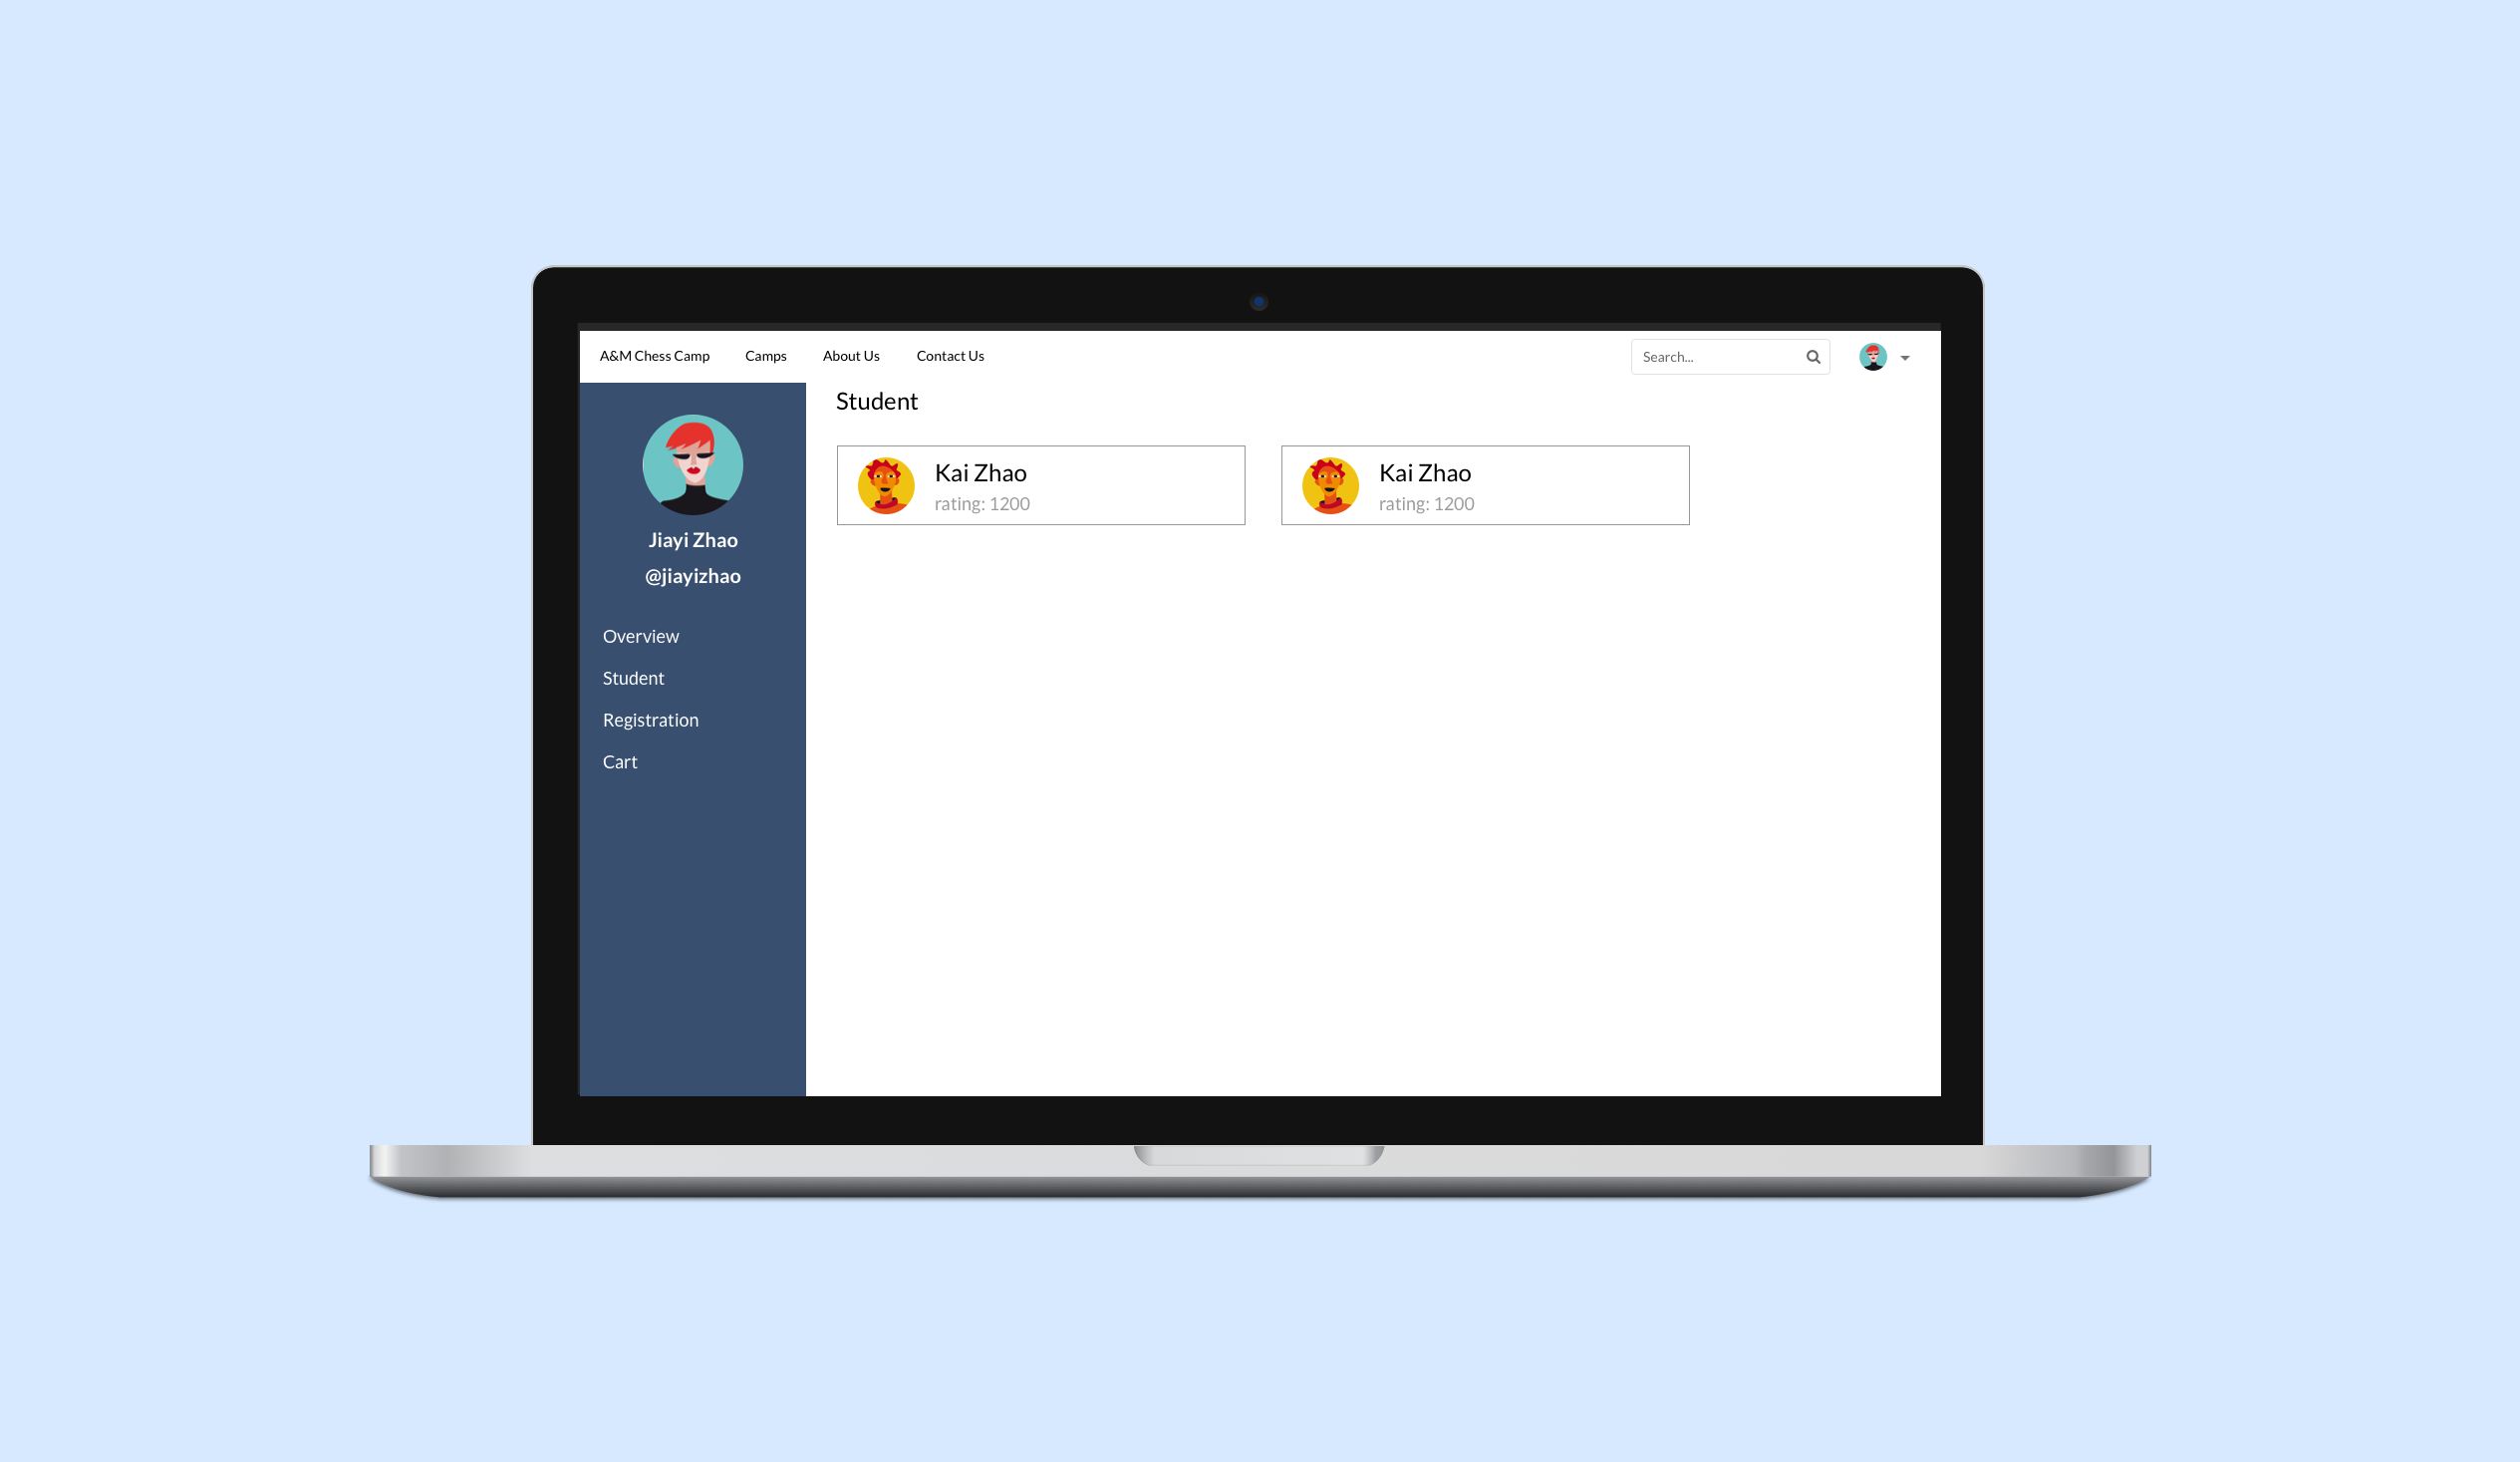 A&M Chess Camp Camps About Us Contact Us Search...
Jiayi Zhao
@jiayizhao
Overview
Student
Registration
Cart
Student
Kai Zhao
rating: 1200
Kai Zhao
rating: 1200